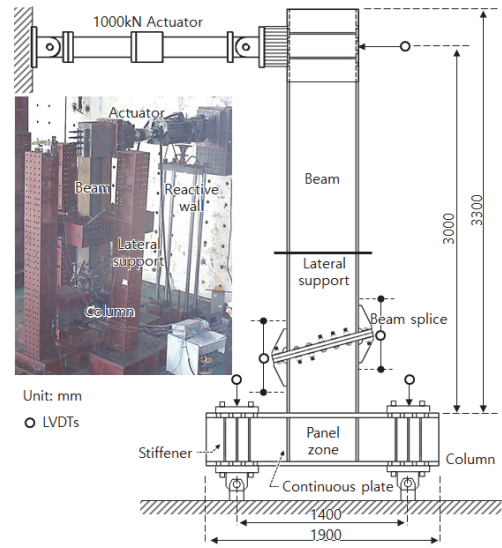 1000kN Actuator
Actuator
Beam
Reactive
wall
Lateral
support
Column
Beam
Lateral
support
Beam splice
3000
3300
Unit: mm
LVDTs
Stiffener
Panel
zone
Column
Continuous plate
1400
1900